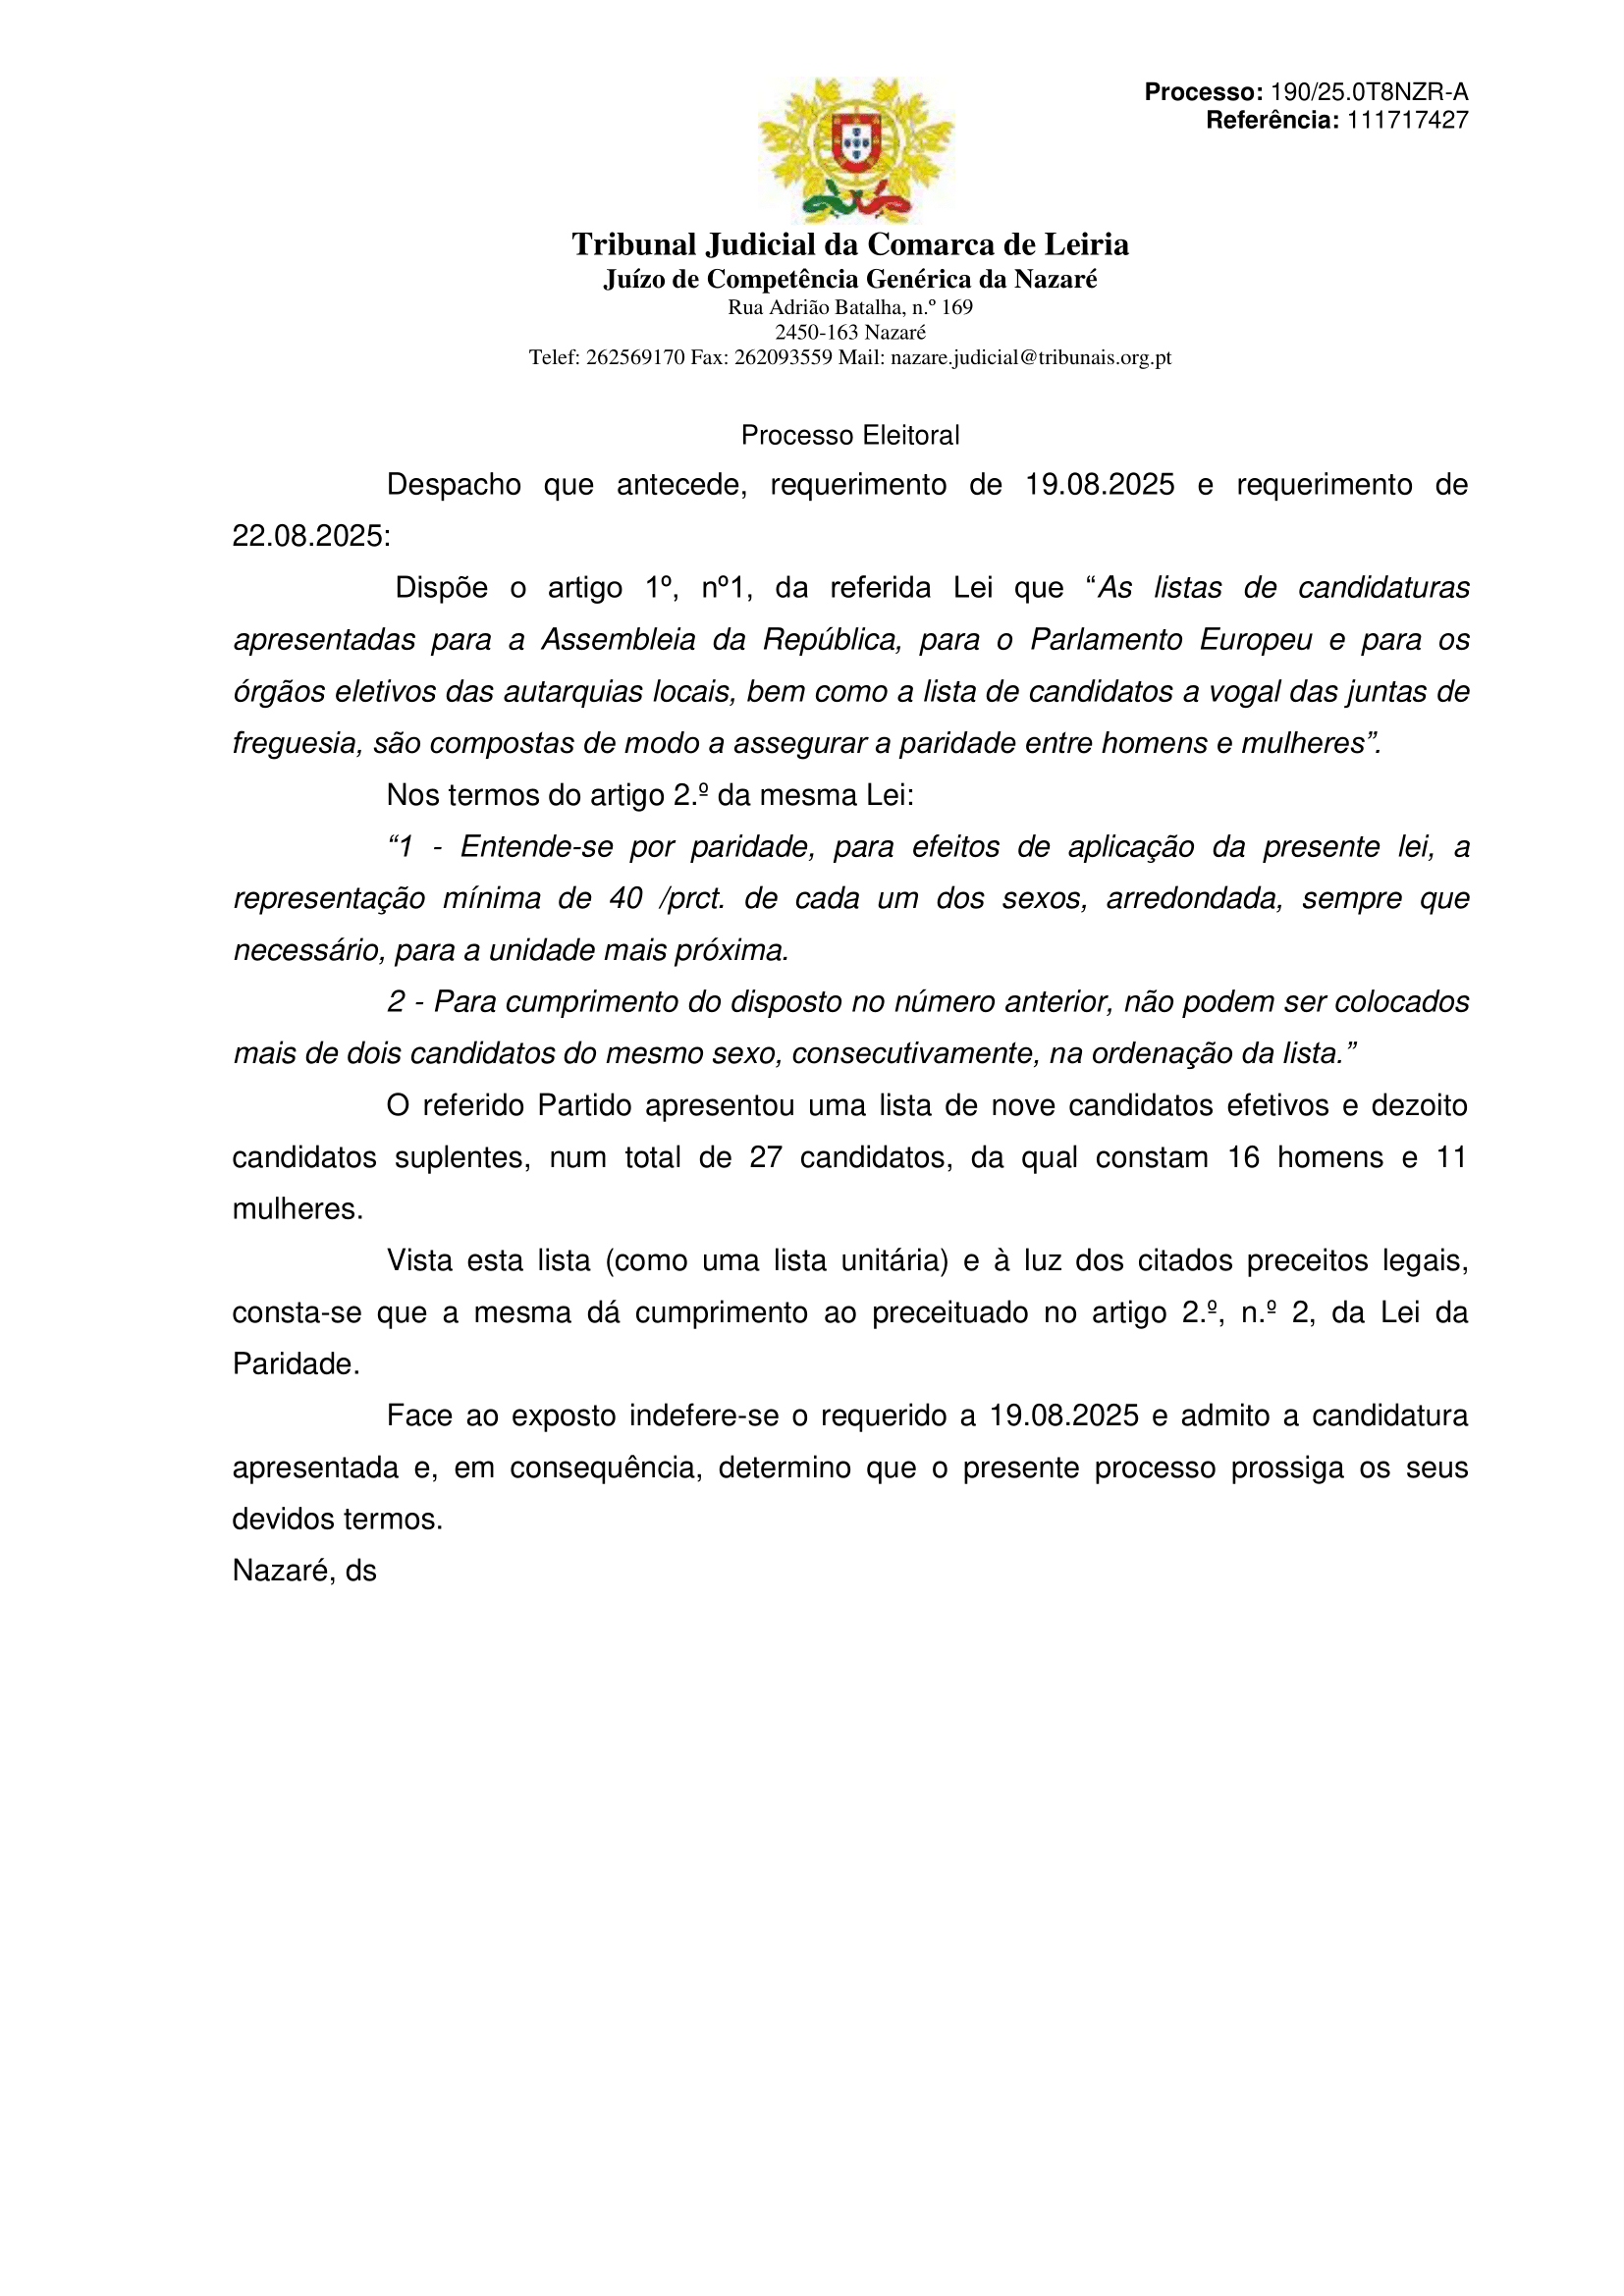 Processo: 190/25.0T8NZR-A
Referência: 111717427
Tribunal Judicial da Comarca de Leiria
Juízo de Competência Genérica da Nazaré
Rua Adrião Batalha, n.º 169
2450-163 Nazaré
Telef: 262569170 Fax: 262093559 Mail: nazare.judicial@tribunais.org.pt
Processo Eleitoral
Despacho que antecede, requerimento de 19.08.2025 e requerimento de
22.08.2025:
Dispõe o artigo 1º, nº1, da referida Lei que “As listas de candidaturas
apresentadas para a Assembleia da República, para o Parlamento Europeu e para os
órgãos eletivos das autarquias locais, bem como a lista de candidatos a vogal das juntas de
freguesia, são compostas de modo a assegurar a paridade entre homens e mulheres”.
Nos termos do artigo 2.º da mesma Lei:
“1 - Entende-se por paridade, para efeitos de aplicação da presente lei, a
representação mínima de 40 /prct. de cada um dos sexos, arredondada, sempre que
necessário, para a unidade mais próxima.
2 - Para cumprimento do disposto no número anterior, não podem ser colocados
mais de dois candidatos do mesmo sexo, consecutivamente, na ordenação da lista.”
O referido Partido apresentou uma lista de nove candidatos efetivos e dezoito
candidatos suplentes, num total de 27 candidatos, da qual constam 16 homens e 11
mulheres.
Vista esta lista (como uma lista unitária) e à luz dos citados preceitos legais,
consta-se que a mesma dá cumprimento ao preceituado no artigo 2.º, n.º 2, da Lei da
Paridade.
Face ao exposto indefere-se o requerido a 19.08.2025 e admito a candidatura
apresentada e, em consequência, determino que o presente processo prossiga os seus
devidos termos.
Nazaré, ds